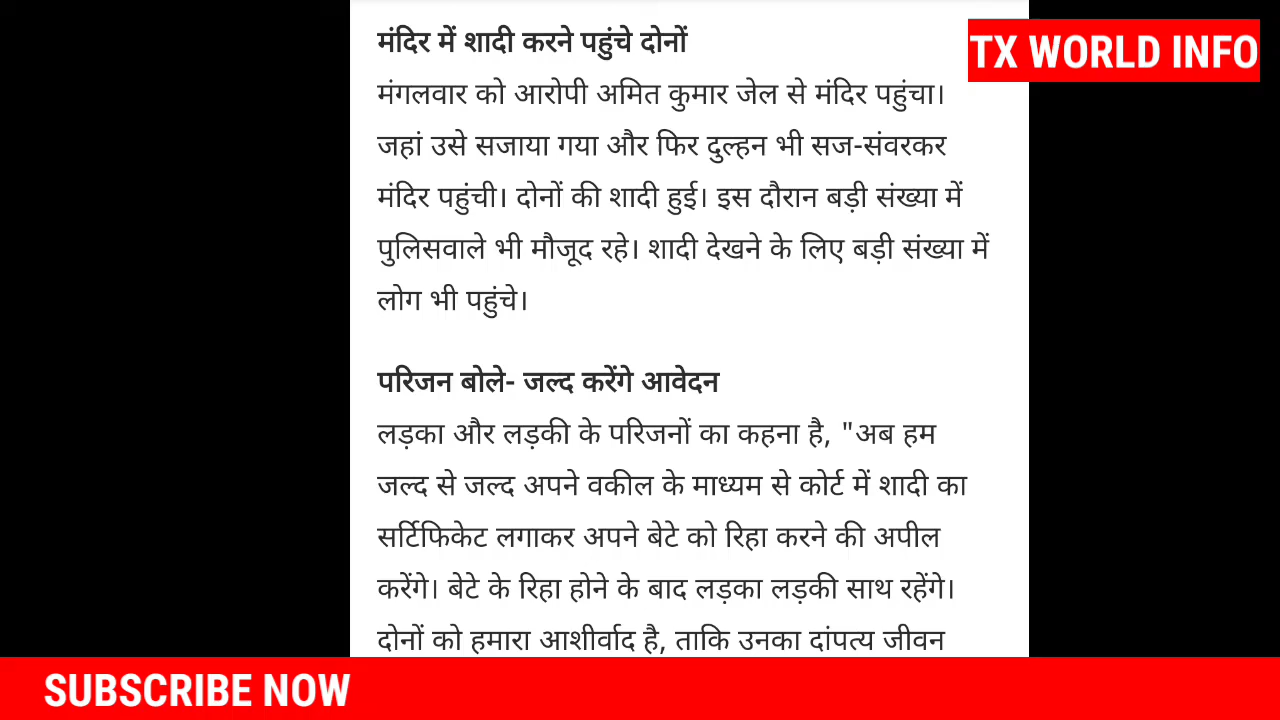 मंदिर में शादी करने पहुंचे दोनों
TX WORLD INFO
मंगलवार को आरोपी अमित कुमार जेल से मंदिर पहुंचा।
जहां उसे सजाया गया और फिर दुल्हन भी सज-संवरकर
मंदिर पहुंची। दोनों की शादी हुई। इस दौरान बड़ी संख्या में
पुलिसवाले भी मौजूद रहे। शादी देखने के लिए बड़ी संख्या में
लोग भी पहुंचे।
परिजन बोले- जल्द करेंगे आवेदन
लड़का और लड़की के परिजनों का कहना है, "अब हम
जल्द से जल्द अपने वकील के माध्यम से कोर्ट में शादी का
सर्टिफिकेट लगाकर अपने बेटे को रिहा करने की अपील
करेंगे। बेटे के रिहा होने के बाद लड़का लड़की साथ रहेंगे।
दोनों को हमारा आशीर्वाद है, ताकि उनका दांपत्य जीवन
SUBSCRIBE NOW